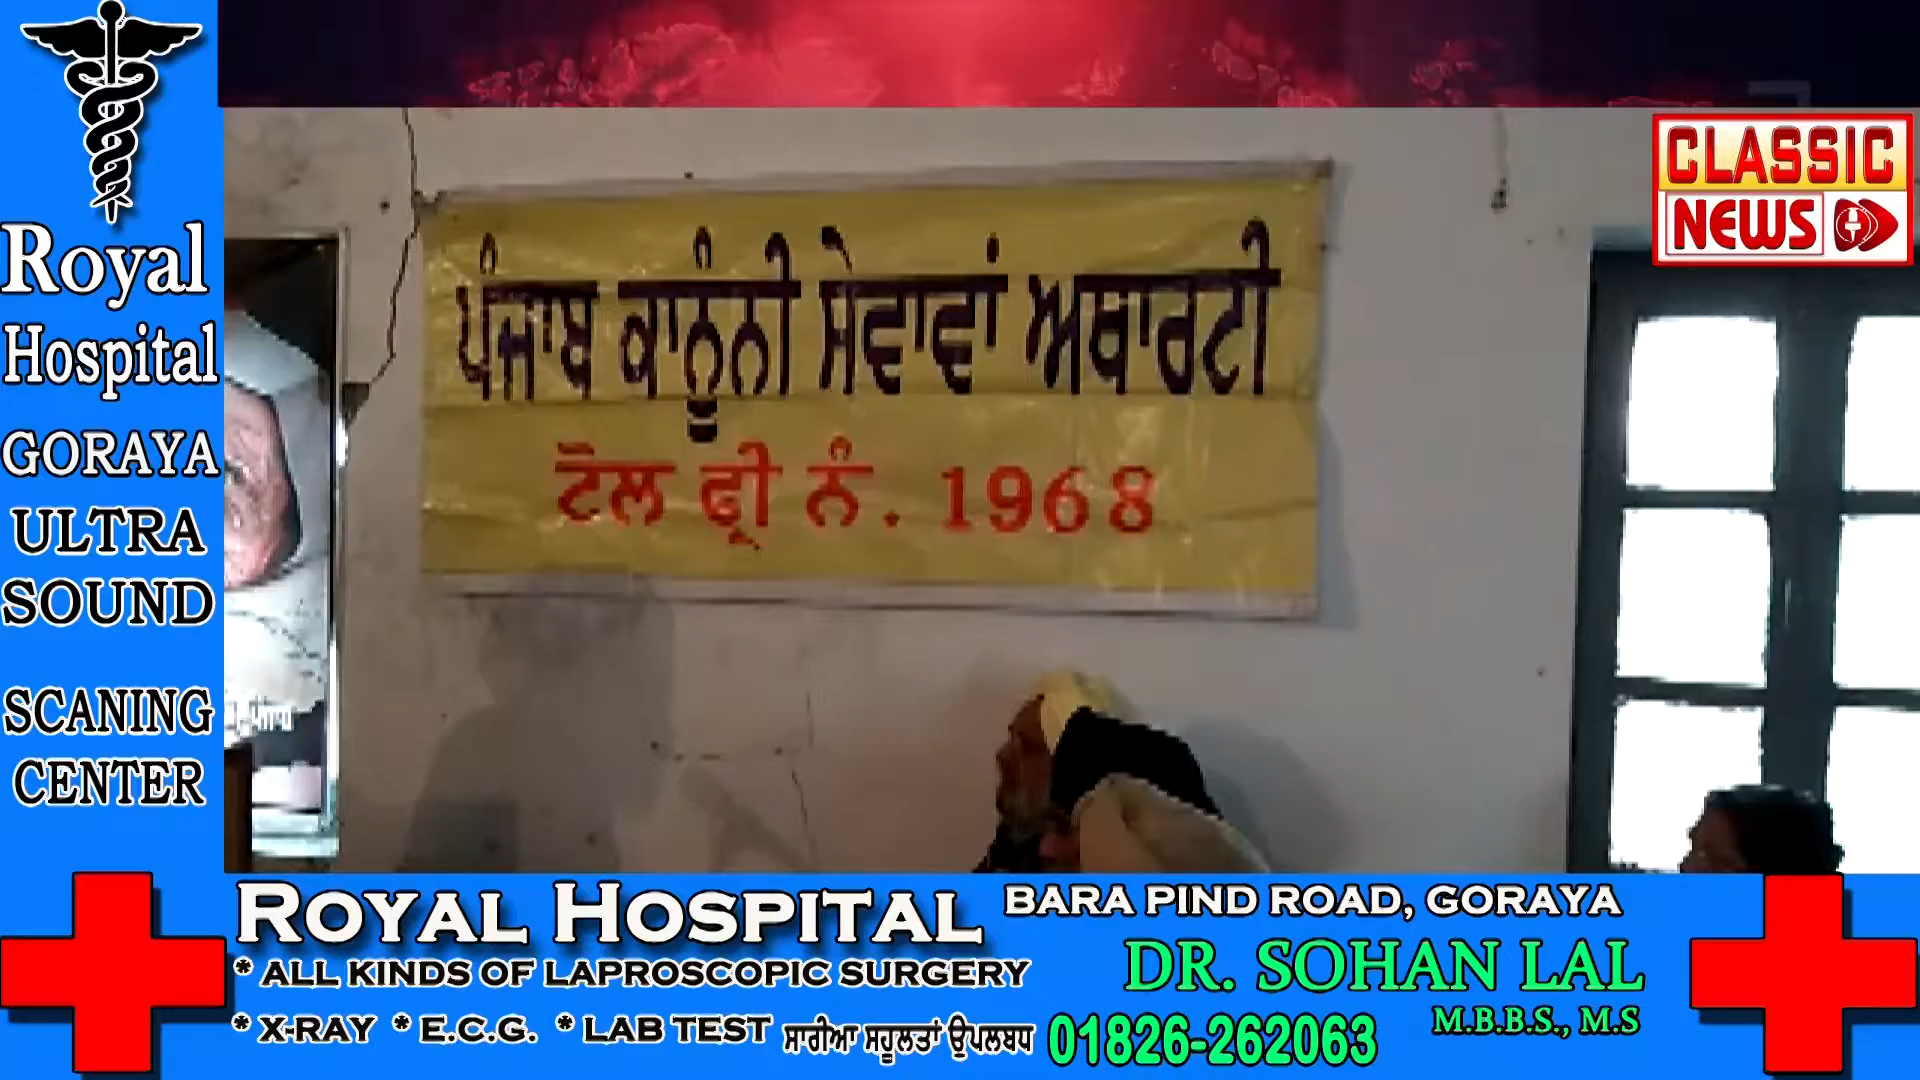 Royal
Hospital
GORAYA
ULTRA
SOUND
SCANING
CENTER
CLASSIC
NEWS
ਪੰਜਾਬ ਕਾਨੂੰਨੀ ਸੇਵਾਵਾਂ ਅਥਾਰਟੀ
ਟੋਲ ਫ੍ਰੀ ਨੰ. 1968
ROYAL HOSPITAL
* ALL KINDS OF LAPROSCOPIC SURGERY
* X-RAY * E.C.G. * LAB TEST ਸਾਰੀਆ ਸਹੂਲਤਾਂ ਉਪਲਬਧ
BARA PIND ROAD, GORAYA
DR. SOHAN LAL
M.B.B.S., M.S
01826-262063